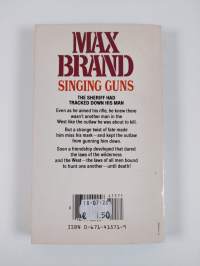 MAX
BRAND
SINGING GUNS
THE SHERIFF HAD
TRACKED DOWN HIS MAN
Even as he aimed his rifle, he knew there
wasn't another man in the
West like the outlaw he was about to kill.
But a strange twist of fate made
him miss his mark—and kept the outlaw
from gunning him down.
Soon a friendship developed that dared
the laws of the wilderness
and the West—the laws of all men bound
to hunt one another—until death!
.50
ISBN 0-671-41571-9